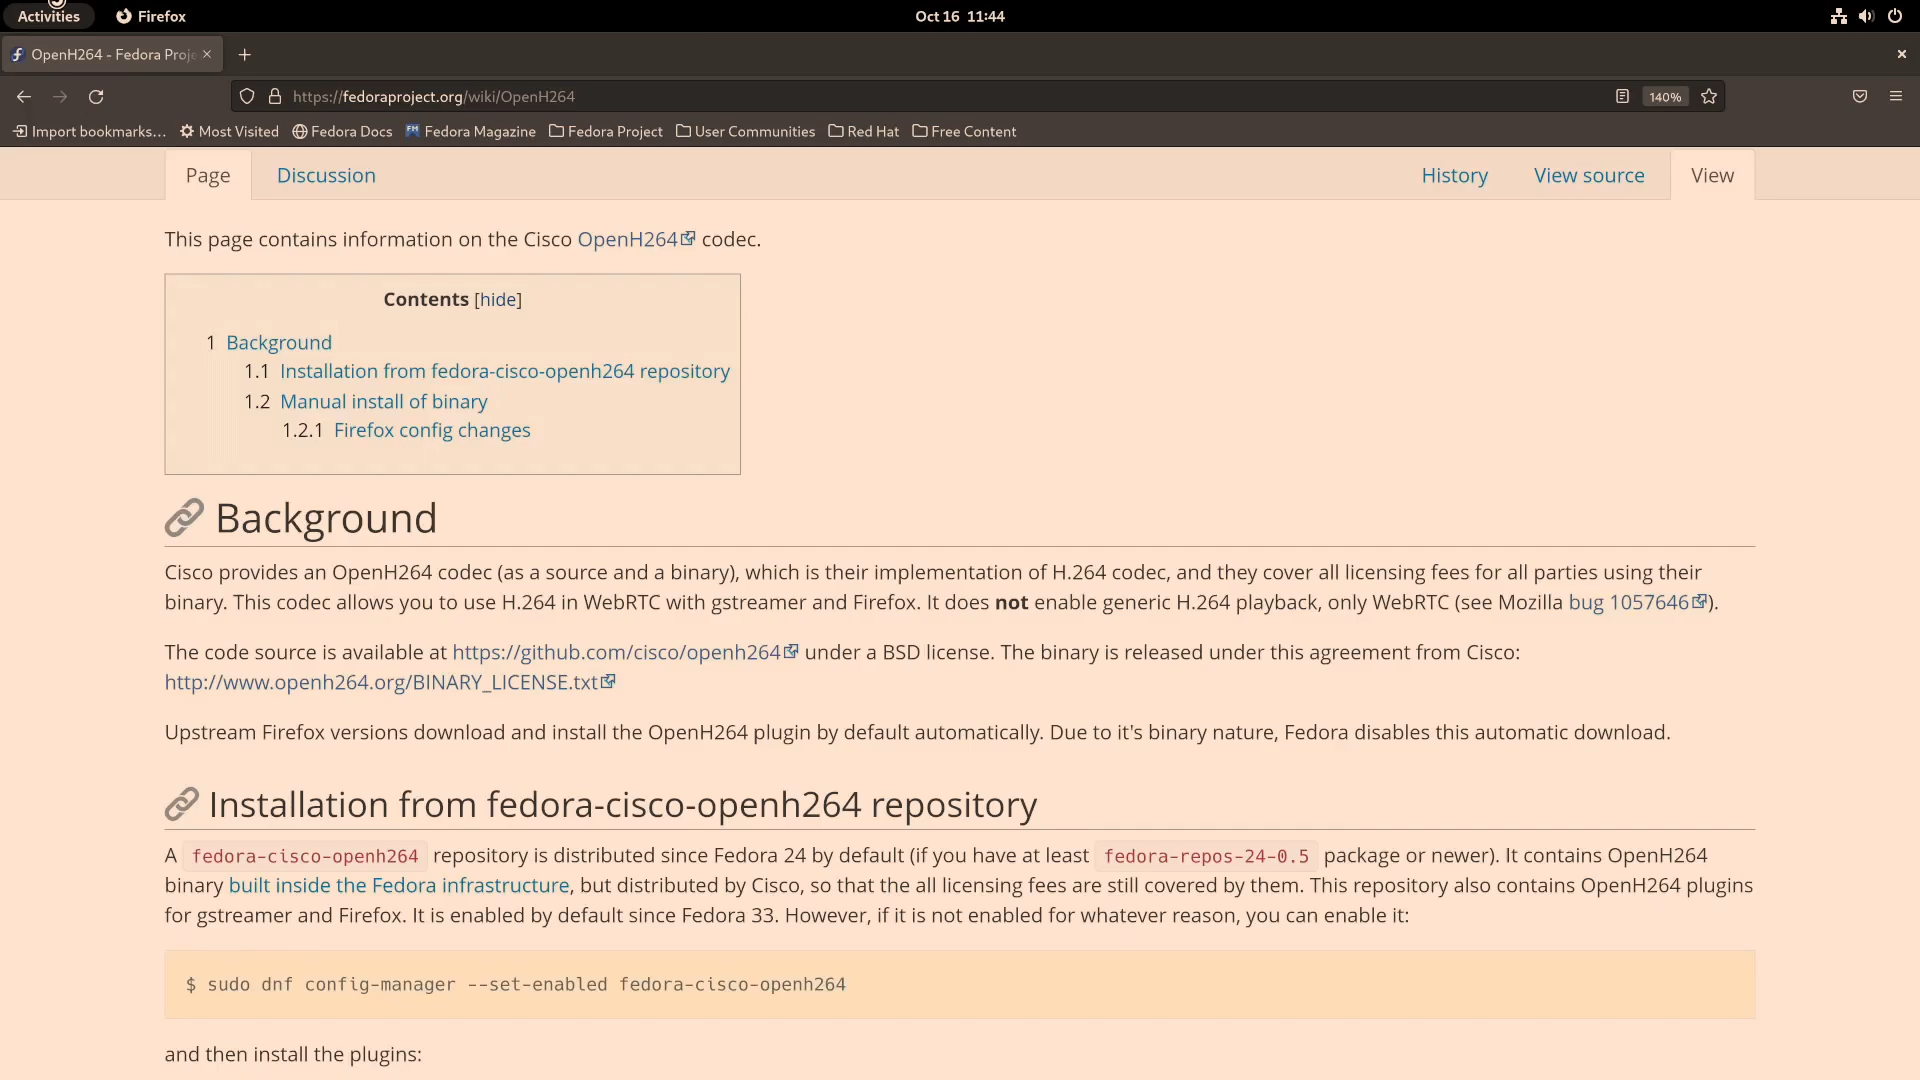 Activities Firefox Oct 16 11:44
OpenH264 - Fedora Proje
https://fedoraproject.org/wiki/OpenH264 140%
Import bookmarks... Most Visited Fedora Docs Fedora Magazine Fedora Project User Communities Red Hat Free Content
Page Discussion History View source View
This page contains information on the Cisco OpenH264 codec.
Contents [hide]
1 Background
1.1 Installation from fedora-cisco-openh264 repository
1.2 Manual install of binary
1.2.1 Firefox config changes
Background
Cisco provides an OpenH264 codec (as a source and a binary), which is their implementation of H.264 codec, and they cover all licensing fees for all parties using their
binary. This codec allows you to use H.264 in WebRTC with gstreamer and Firefox. It does not enable generic H.264 playback, only WebRTC (see Mozilla bug 1057646).
The code source is available at https://github.com/cisco/openh264 under a BSD license. The binary is released under this agreement from Cisco:
http://www.openh264.org/BINARY_LICENSE.txt
Upstream Firefox versions download and install the OpenH264 plugin by default automatically. Due to it's binary nature, Fedora disables this automatic download.
Installation from fedora-cisco-openh264 repository
A fedora-cisco-openh264 repository is distributed since Fedora 24 by default (if you have at least fedora-repos-24-0.5 package or newer). It contains OpenH264
binary built inside the Fedora infrastructure, but distributed by Cisco, so that the all licensing fees are still covered by them. This repository also contains OpenH264 plugins
for gstreamer and Firefox. It is enabled by default since Fedora 33. However, if it is not enabled for whatever reason, you can enable it:
$ sudo dnf config-manager --set-enabled fedora-cisco-openh264
and then install the plugins: